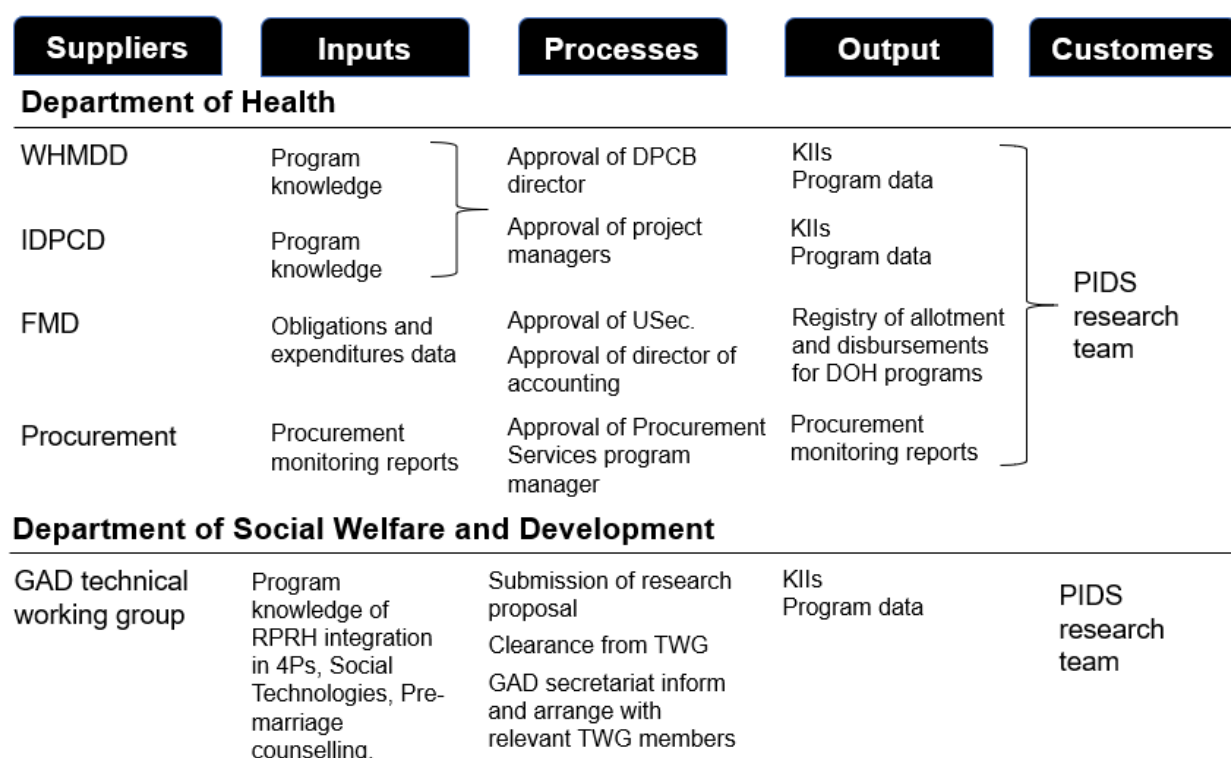 Suppliers Inputs Processes Output Customers
Department of Health
WHMDD
Program
knowledge
Approval of DPCB
director
KIIs
Program data
IDPCD
Program
knowledge
Approval of project
managers
KIIs
Program data
PIDS
research
team
FMD
Obligations and
expenditures data
Approval of USec.
Approval of director of
accounting
Registry of allotment
and disbursements
for DOH programs
Procurement
Procurement
monitoring reports
Approval of Procurement
Services program
manager
Procurement
monitoring reports
Department of Social Welfare and Development
GAD technical
working group
Program
knowledge of
RPRH integration
in 4Ps, Social
Technologies, Pre-
marriage
counselling.
Submission of research
proposal
Clearance from TWG
GAD secretariat inform
and arrange with
relevant TWG members
KIIs
Program data
PIDS
research
team